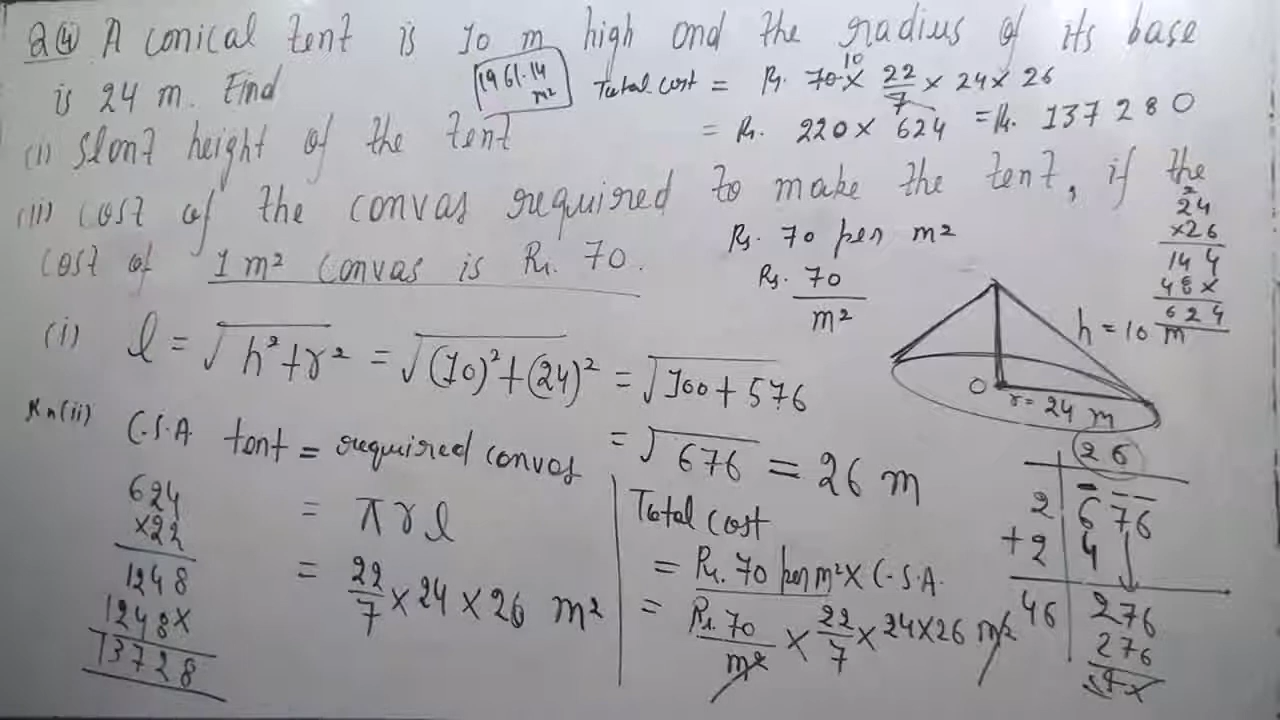 Q④ A conical tent is 10 m high and the radius of its base
is 24 m. Find
(i) Slant height of the tent
(ii) cost of the canvas required to make the tent, if the
cost of 1 m² canvas is Rs. 70.
1961.14
m²
Total cost = Rs. 70 × 22/7 × 24 × 26
10
= Rs. 220 × 624 = Rs. 137280
Rs. 70 per m²
Rs. 70
m²
2
24
×26
144
48×
624
h = 10 m
O
r = 24 m
(i) l = √h²+r² = √(10)²+(24)² = √100+576
= √676 = 26 m
(ii) C.S.A tent = required canvas
= πrl
= 22/7 × 24 × 26 m²
624
×22
1248
1248×
13728
Total cost
= Rs. 70 per m² × C.S.A.
= Rs. 70/m² × 22/7 × 24×26 m²
26
2 676
+2 4
46 276
276